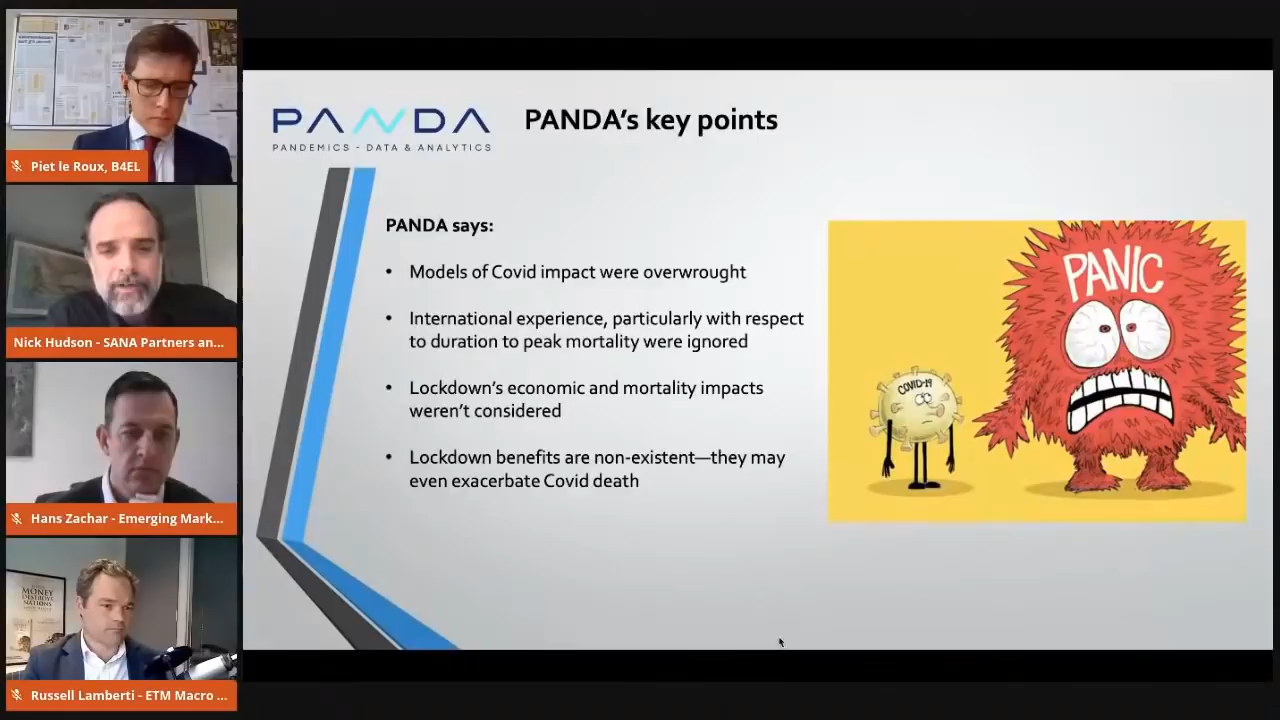 Piet le Roux, B4EL
Nick Hudson - SANA Partners an...
Hans Zachar - Emerging Mark...
MONEY
DESTROYS
NATIONS
Russell Lamberti - ETM Macro ...
PANDA
PANDEMICS - DATA & ANALYTICS
PANDA's key points
PANDA says:
• Models of Covid impact were overwrought
• International experience, particularly with respect
to duration to peak mortality were ignored
• Lockdown's economic and mortality impacts
weren't considered
• Lockdown benefits are non-existent—they may
even exacerbate Covid death
COVID-19
PANIC